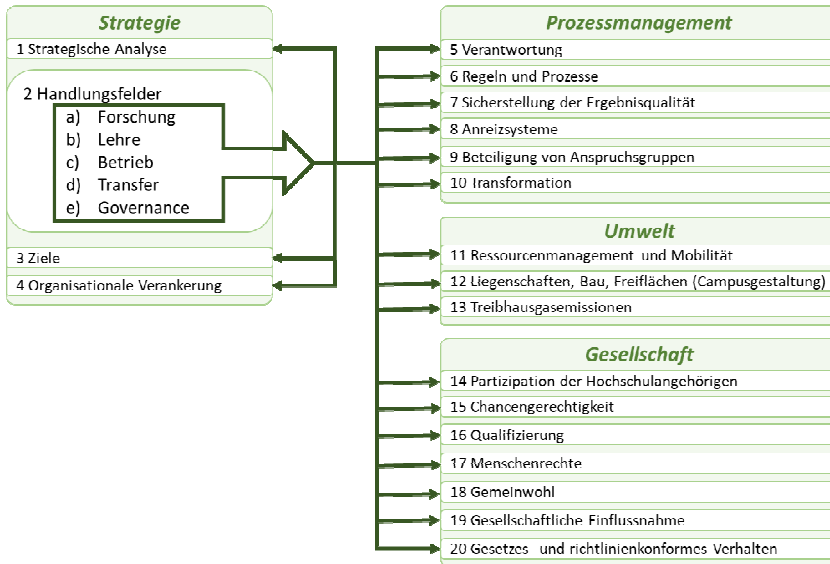 Strategie
1 Strategische Analyse
2 Handlungsfelder
a) Forschung
b) Lehre
c) Betrieb
d) Transfer
e) Governance
3 Ziele
4 Organisationale Verankerung
Prozessmanagement
5 Verantwortung
6 Regeln und Prozesse
7 Sicherstellung der Ergebnisqualität
8 Anreizsysteme
9 Beteiligung von Anspruchsgruppen
10 Transformation
Umwelt
11 Ressourcenmanagement und Mobilität
12 Liegenschaften, Bau, Freiflächen (Campusgestaltung)
13 Treibhausgasemissionen
Gesellschaft
14 Partizipation der Hochschulangehörigen
15 Chancengerechtigkeit
16 Qualifizierung
17 Menschenrechte
18 Gemeinwohl
19 Gesellschaftliche Einflussnahme
20 Gesetzes- und richtlinienkonformes Verhalten